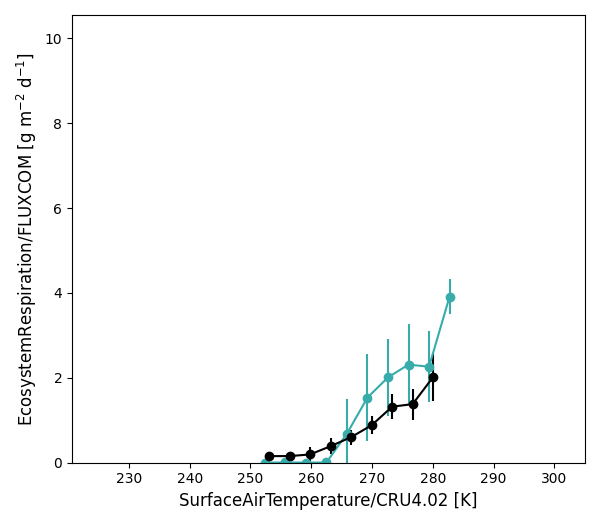 10
8
6
4
2
0
EcosystemRespiration/FLUXCOM [g m⁻² d⁻¹]
230 240 250 260 270 280 290 300
SurfaceAirTemperature/CRU4.02 [K]